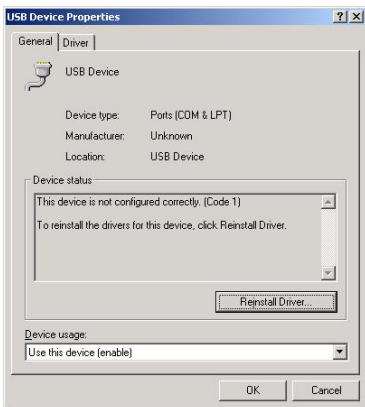 USB Device Properties
General
Driver
USB Device
Device type: Ports (COM & LPT)
Manufacturer: Unknown
Location: USB Device
Device status
This device is not configured correctly. (Code 1)
To reinstall the drivers for this device, click Reinstall Driver.
Reinstall Driver...
Device usage:
Use this device (enable)
OK Cancel